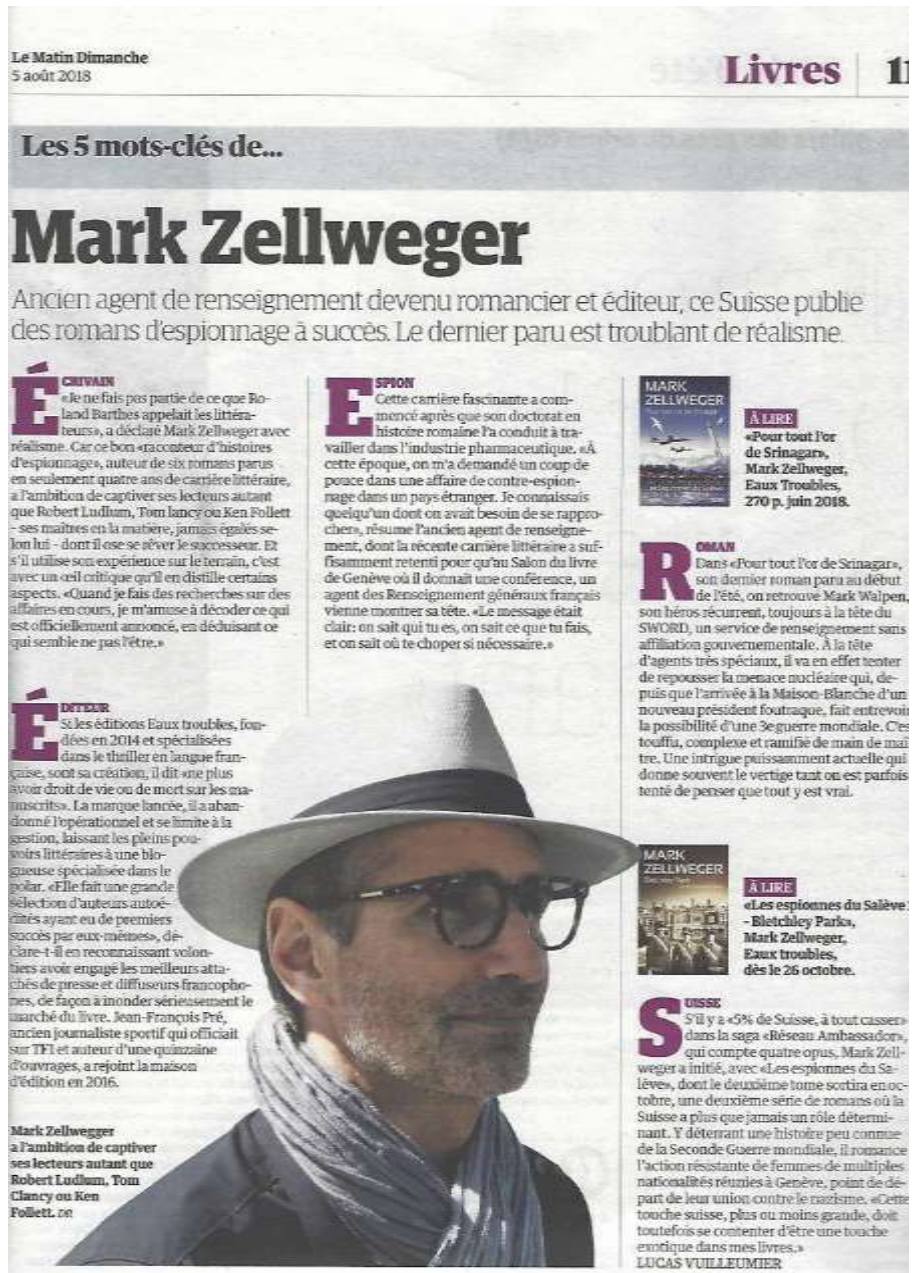 Le Matin Dimanche
5 août 2018
Livres
11
Les 5 mots-clés de...
Mark Zellweger
Ancien agent de renseignement devenu romancier et éditeur, ce Suisse publie
des romans d'espionnage à succès. Le dernier paru est troublant de réalisme.
ÉCRIVAIN
«Je ne fais pas partie de ce que Ro-
land Barthes appelait les littéra-
teurs», a déclaré Mark Zellweger avec
réalisme. Car ce bon «raconteur d'histoires
d'espionnage», auteur de six romans parus
en seulement quatre ans de carrière littéraire,
a l'ambition de captiver ses lecteurs autant
que Robert Ludlum, Tom lancy ou Ken Follett
- ses maîtres en la matière, jamais égalés se-
lon lui - dont il ose se rêver le successeur. Et
s'il utilise son expérience sur le terrain, c'est
avec un œil critique qu'il en distille certains
aspects. «Quand je fais des recherches sur des
affaires en cours, je m'amuse à décoder ce qui
est officiellement annoncé, en déduisant ce
qui semble ne pas l'être.»
ÉDITEUR
Si les éditions Eaux troubles, fon-
dées en 2014 et spécialisées
dans le thriller en langue fran-
çaise, sont sa création, il dit «ne plus
avoir droit de vie ou de mort sur les ma-
nuscrits». La marque lancée, il a aban-
donné l'opérationnel et se limite à la
gestion, laissant les pleins pou-
voirs littéraires à une blo-
gueuse spécialisée dans le
polar. «Elle fait une grande
sélection d'auteurs autoé-
dités ayant eu de premiers
succès par eux-mêmes», dé-
clare-t-il en reconnaissant volon-
tiers avoir engagé les meilleurs atta-
chés de presse et diffuseurs francopho-
nes, de façon à inonder sérieusement le
marché du livre. Jean-François Pré,
ancien journaliste sportif qui officiait
sur TF1 et auteur d'une quinzaine
d'ouvrages, a rejoint la maison
d'édition en 2016.
Mark Zellwegger
a l'ambition de captiver
ses lecteurs autant que
Robert Ludlum, Tom
Clancy ou Ken
Follett. DR
ESPION
Cette carrière fascinante a com-
mencé après que son doctorat en
histoire romaine l'a conduit à tra-
vailler dans l'industrie pharmaceutique. «À
cette époque, on m'a demandé un coup de
pouce dans une affaire de contre-espion-
nage dans un pays étranger. Je connaissais
quelqu'un dont on avait besoin de se rappro-
cher», résume l'ancien agent de renseigne-
ment, dont la récente carrière littéraire a suf-
fisamment retenti pour qu'au Salon du livre
de Genève où il donnait une conférence, un
agent des Renseignement généraux français
vienne montrer sa tête. «Le message était
clair: on sait qui tu es, on sait ce que tu fais,
et on sait où te choper si nécessaire.»
MARK
ZELLWEGER
À LIRE
«Pour tout l'or
de Srinagar»,
Mark Zellweger,
Eaux Troubles,
270 p. juin 2018.
ROMAN
Dans «Pour tout l'or de Srinagar»,
son dernier roman paru au début
de l'été, on retrouve Mark Walpen,
son héros récurrent, toujours à la tête du
SWORD, un service de renseignement sans
affiliation gouvernementale. À la tête
d'agents très spéciaux, il va en effet tenter
de repousser la menace nucléaire qui, de-
puis que l'arrivée à la Maison-Blanche d'un
nouveau président foutraque, fait entrevoir
la possibilité d'une 3e guerre mondiale. C'es
touffu, complexe et ramifié de main de maî
tre. Une intrigue puissamment actuelle qui
donne souvent le vertige tant on est parfois
tenté de penser que tout y est vrai.
MARK
ZELLWEGER
Bletchley Park
À LIRE
«Les espionnes du Salève
- Bletchley Park»,
Mark Zellweger,
Eaux troubles,
dès le 26 octobre.
SUISSE
S'il y a «5% de Suisse, à tout casser»
dans la saga «Réseau Ambassador»,
qui compte quatre opus, Mark Zell-
weger a initié, avec «Les espionnes du Sa-
lève», dont le deuxième tome sortira en oc-
tobre, une deuxième série de romans où la
Suisse a plus que jamais un rôle détermi-
nant. Y déterrant une histoire peu connue
de la Seconde Guerre mondiale, il romance
l'action résistante de femmes de multiples
nationalités réunies à Genève, point de dé-
part de leur union contre le nazisme. «Cette
touche suisse, plus ou moins grande, doit
toutefois se contenter d'être une touche
exotique dans mes livres.»
LUCAS VUILLEUMIER